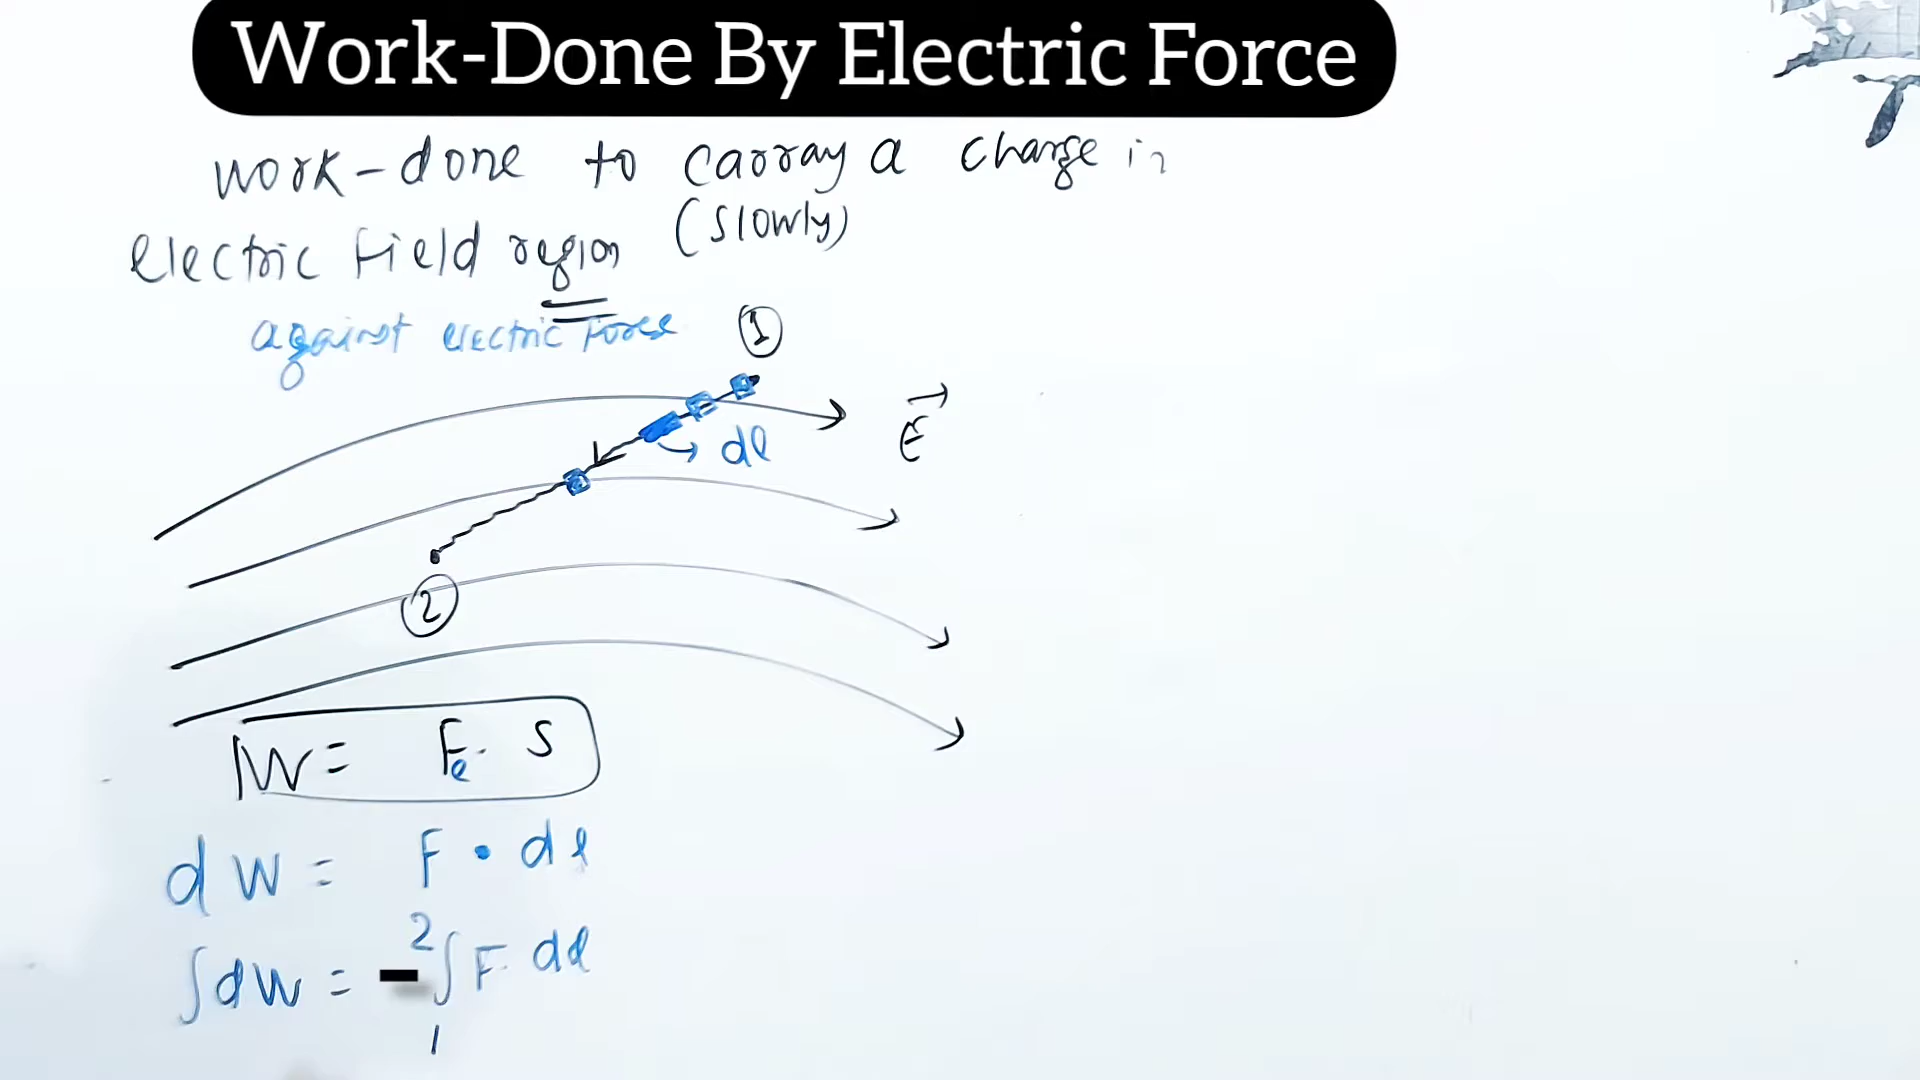 Work-Done By Electric Force
work-done to carray a charge in
electric field region (slowly)
against electric force
1
dl
E
2
W = Fe. S
dW = F • dl
∫dW = -²∫₁ F. dl